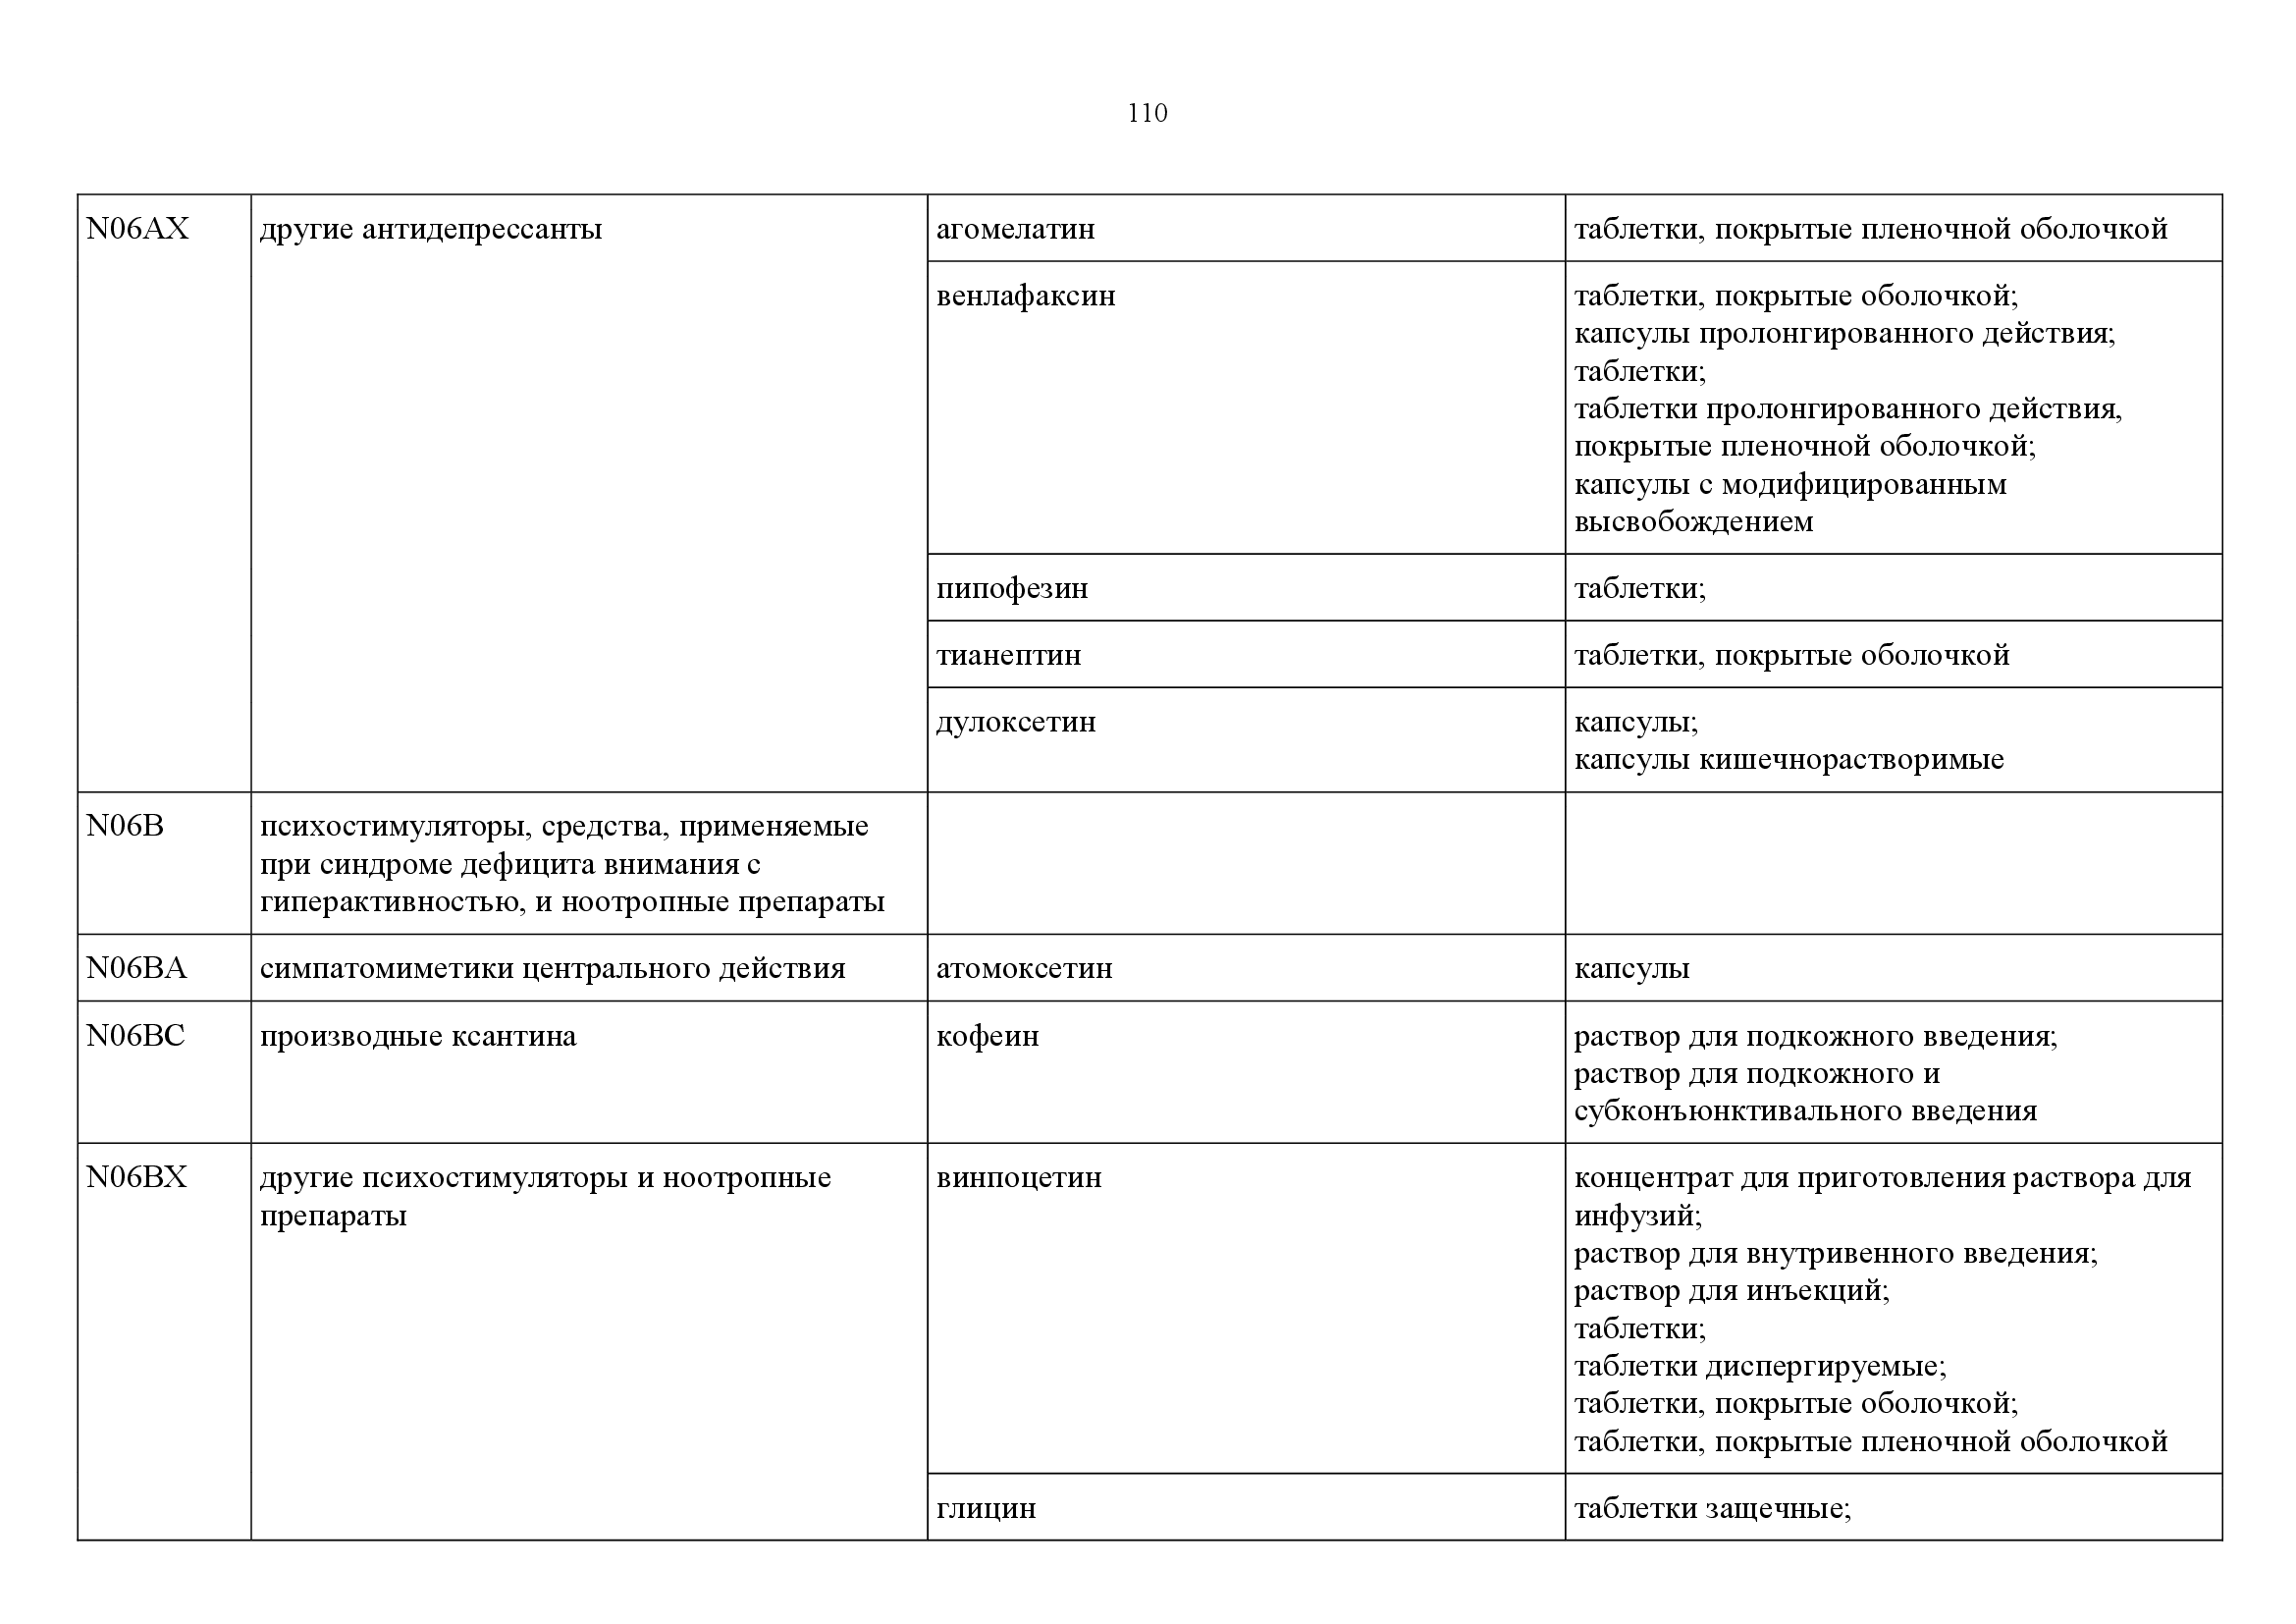 110
N06AX
другие антидепрессанты
агомелатин
таблетки, покрытые пленочной оболочкой
венлафаксин
таблетки, покрытые оболочкой;
капсулы пролонгированного действия;
таблетки;
таблетки пролонгированного действия,
покрытые пленочной оболочкой;
капсулы с модифицированным
высвобождением
пипофезин
таблетки;
тианептин
таблетки, покрытые оболочкой
дулоксетин
капсулы;
капсулы кишечнорастворимые
N06B
психостимуляторы, средства, применяемые
при синдроме дефицита внимания с
гиперактивностью, и ноотропные препараты
N06BA
симпатомиметики центрального действия
атомоксетин
капсулы
N06BC
производные ксантина
кофеин
раствор для подкожного введения;
раствор для подкожного и
субконъюнктивального введения
N06BX
другие психостимуляторы и ноотропные
препараты
винпоцетин
концентрат для приготовления раствора для
инфузий;
раствор для внутривенного введения;
раствор для инъекций;
таблетки;
таблетки диспергируемые;
таблетки, покрытые оболочкой;
таблетки, покрытые пленочной оболочкой
глицин
таблетки защечные;